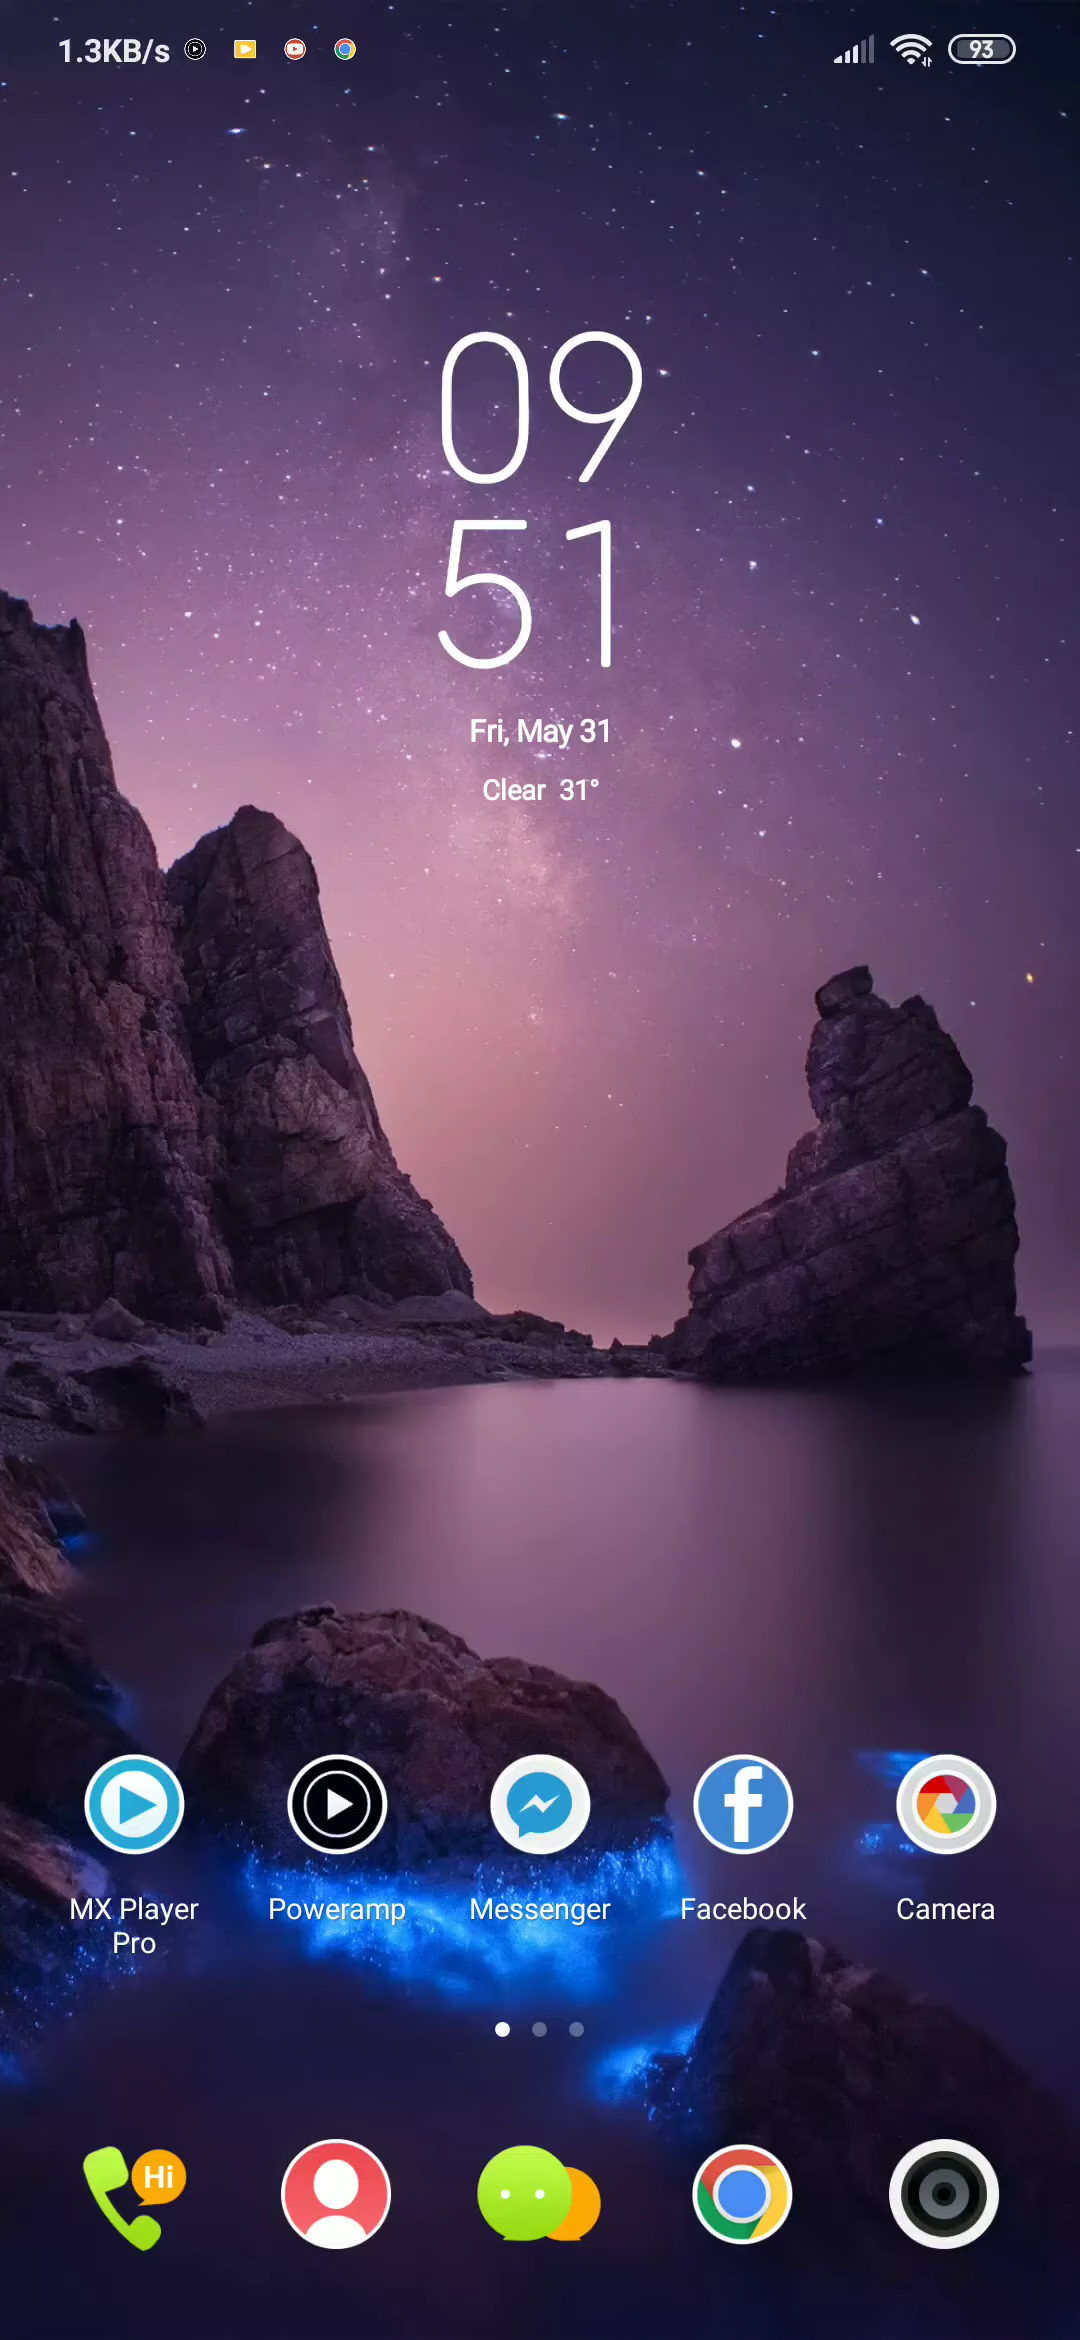 1.3KB/s
93
09
51
Fri, May 31
Clear 31°
MX Player
Pro
Poweramp
Messenger
Facebook
Camera
Hi